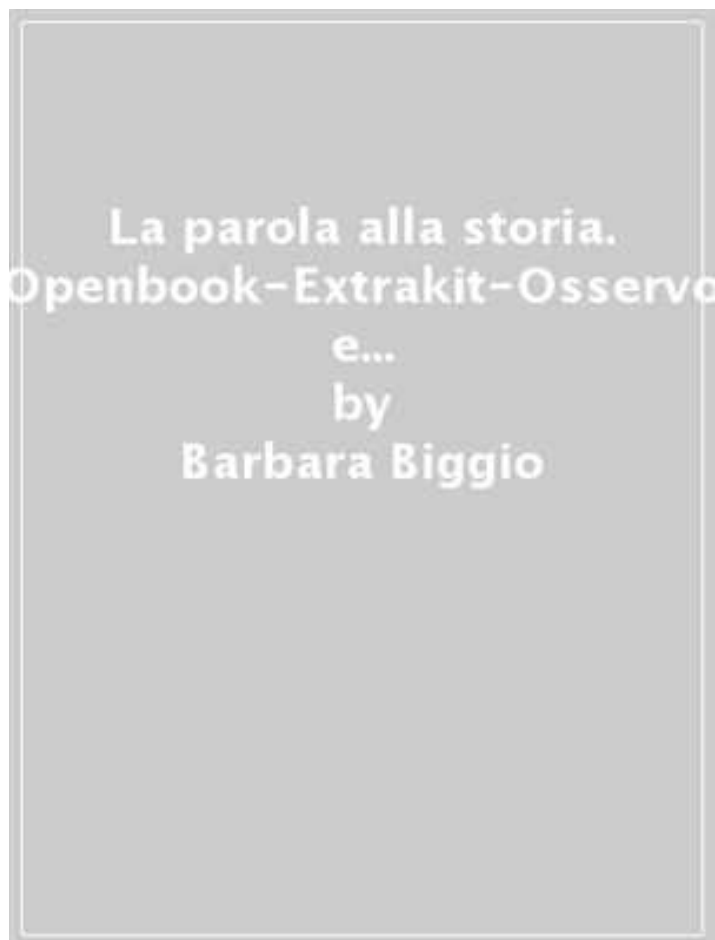 La parola alla storia.
Openbook-Extrakit-Osservo
e...
by
Barbara Biggio